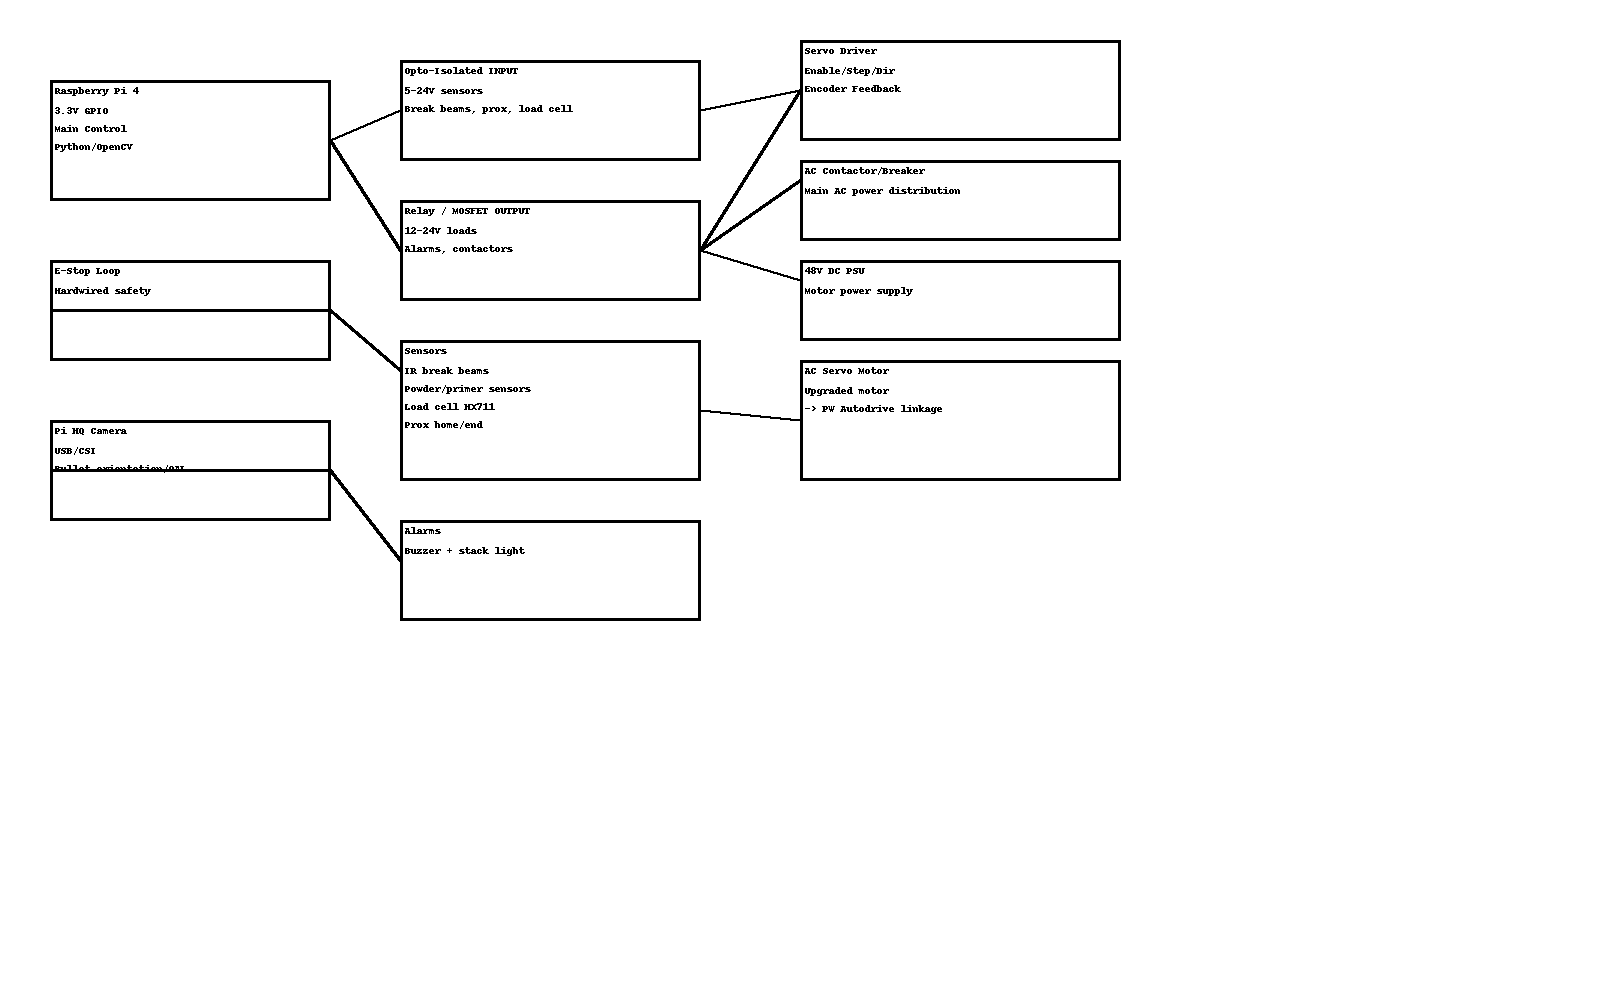 Raspberry Pi 4
3.3V GPIO
Main Control
Python/OpenCV
E-Stop Loop
Hardwired safety
Pi HQ Camera
USB/CSI
Bullet orientation/OAL
Opto-Isolated INPUT
5-24V sensors
Break beams, prox, load cell
Relay / MOSFET OUTPUT
12-24V loads
Alarms, contactors
Sensors
IR break beams
Powder/primer sensors
Load cell HX711
Prox home/end
Alarms
Buzzer + stack light
Servo Driver
Enable/Step/Dir
Encoder Feedback
AC Contactor/Breaker
Main AC power distribution
48V DC PSU
Motor power supply
AC Servo Motor
Upgraded motor
-> PW Autodrive linkage